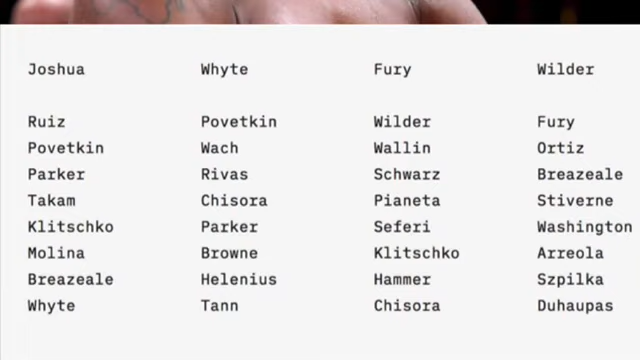 Joshua Whyte Fury Wilder
Ruiz Povetkin Wilder Fury
Povetkin Wach Wallin Ortiz
Parker Rivas Schwarz Breazeale
Takam Chisora Pianeta Stiverne
Klitschko Parker Seferi Washington
Molina Browne Klitschko Arreola
Breazeale Helenius Hammer Szpilka
Whyte Tann Chisora Duhaupas